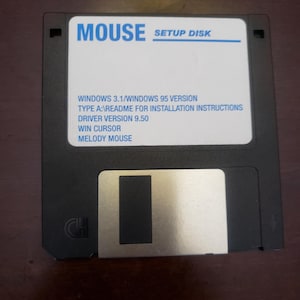 MOUSE SETUP DISK
WINDOWS 3.1/WINDOWS 95 VERSION
TYPE A:\README FOR INSTALLATION INSTRUCTIONS
DRIVER VERSION 9.50
WIN CURSOR
MELODY MOUSE